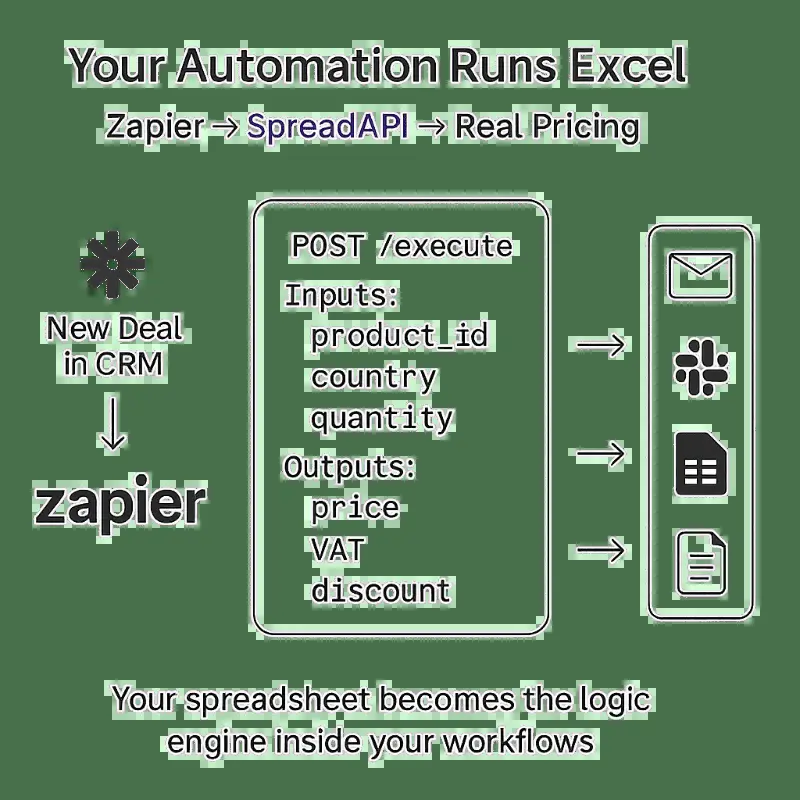 Your Automation Runs Excel
Zapier → SpreadAPI → Real Pricing
New Deal
in CRM
zapier
POST /execute
Inputs:
product_id
country
quantity
Outputs:
price
VAT
discount
Your spreadsheet becomes the logic
engine inside your workflows